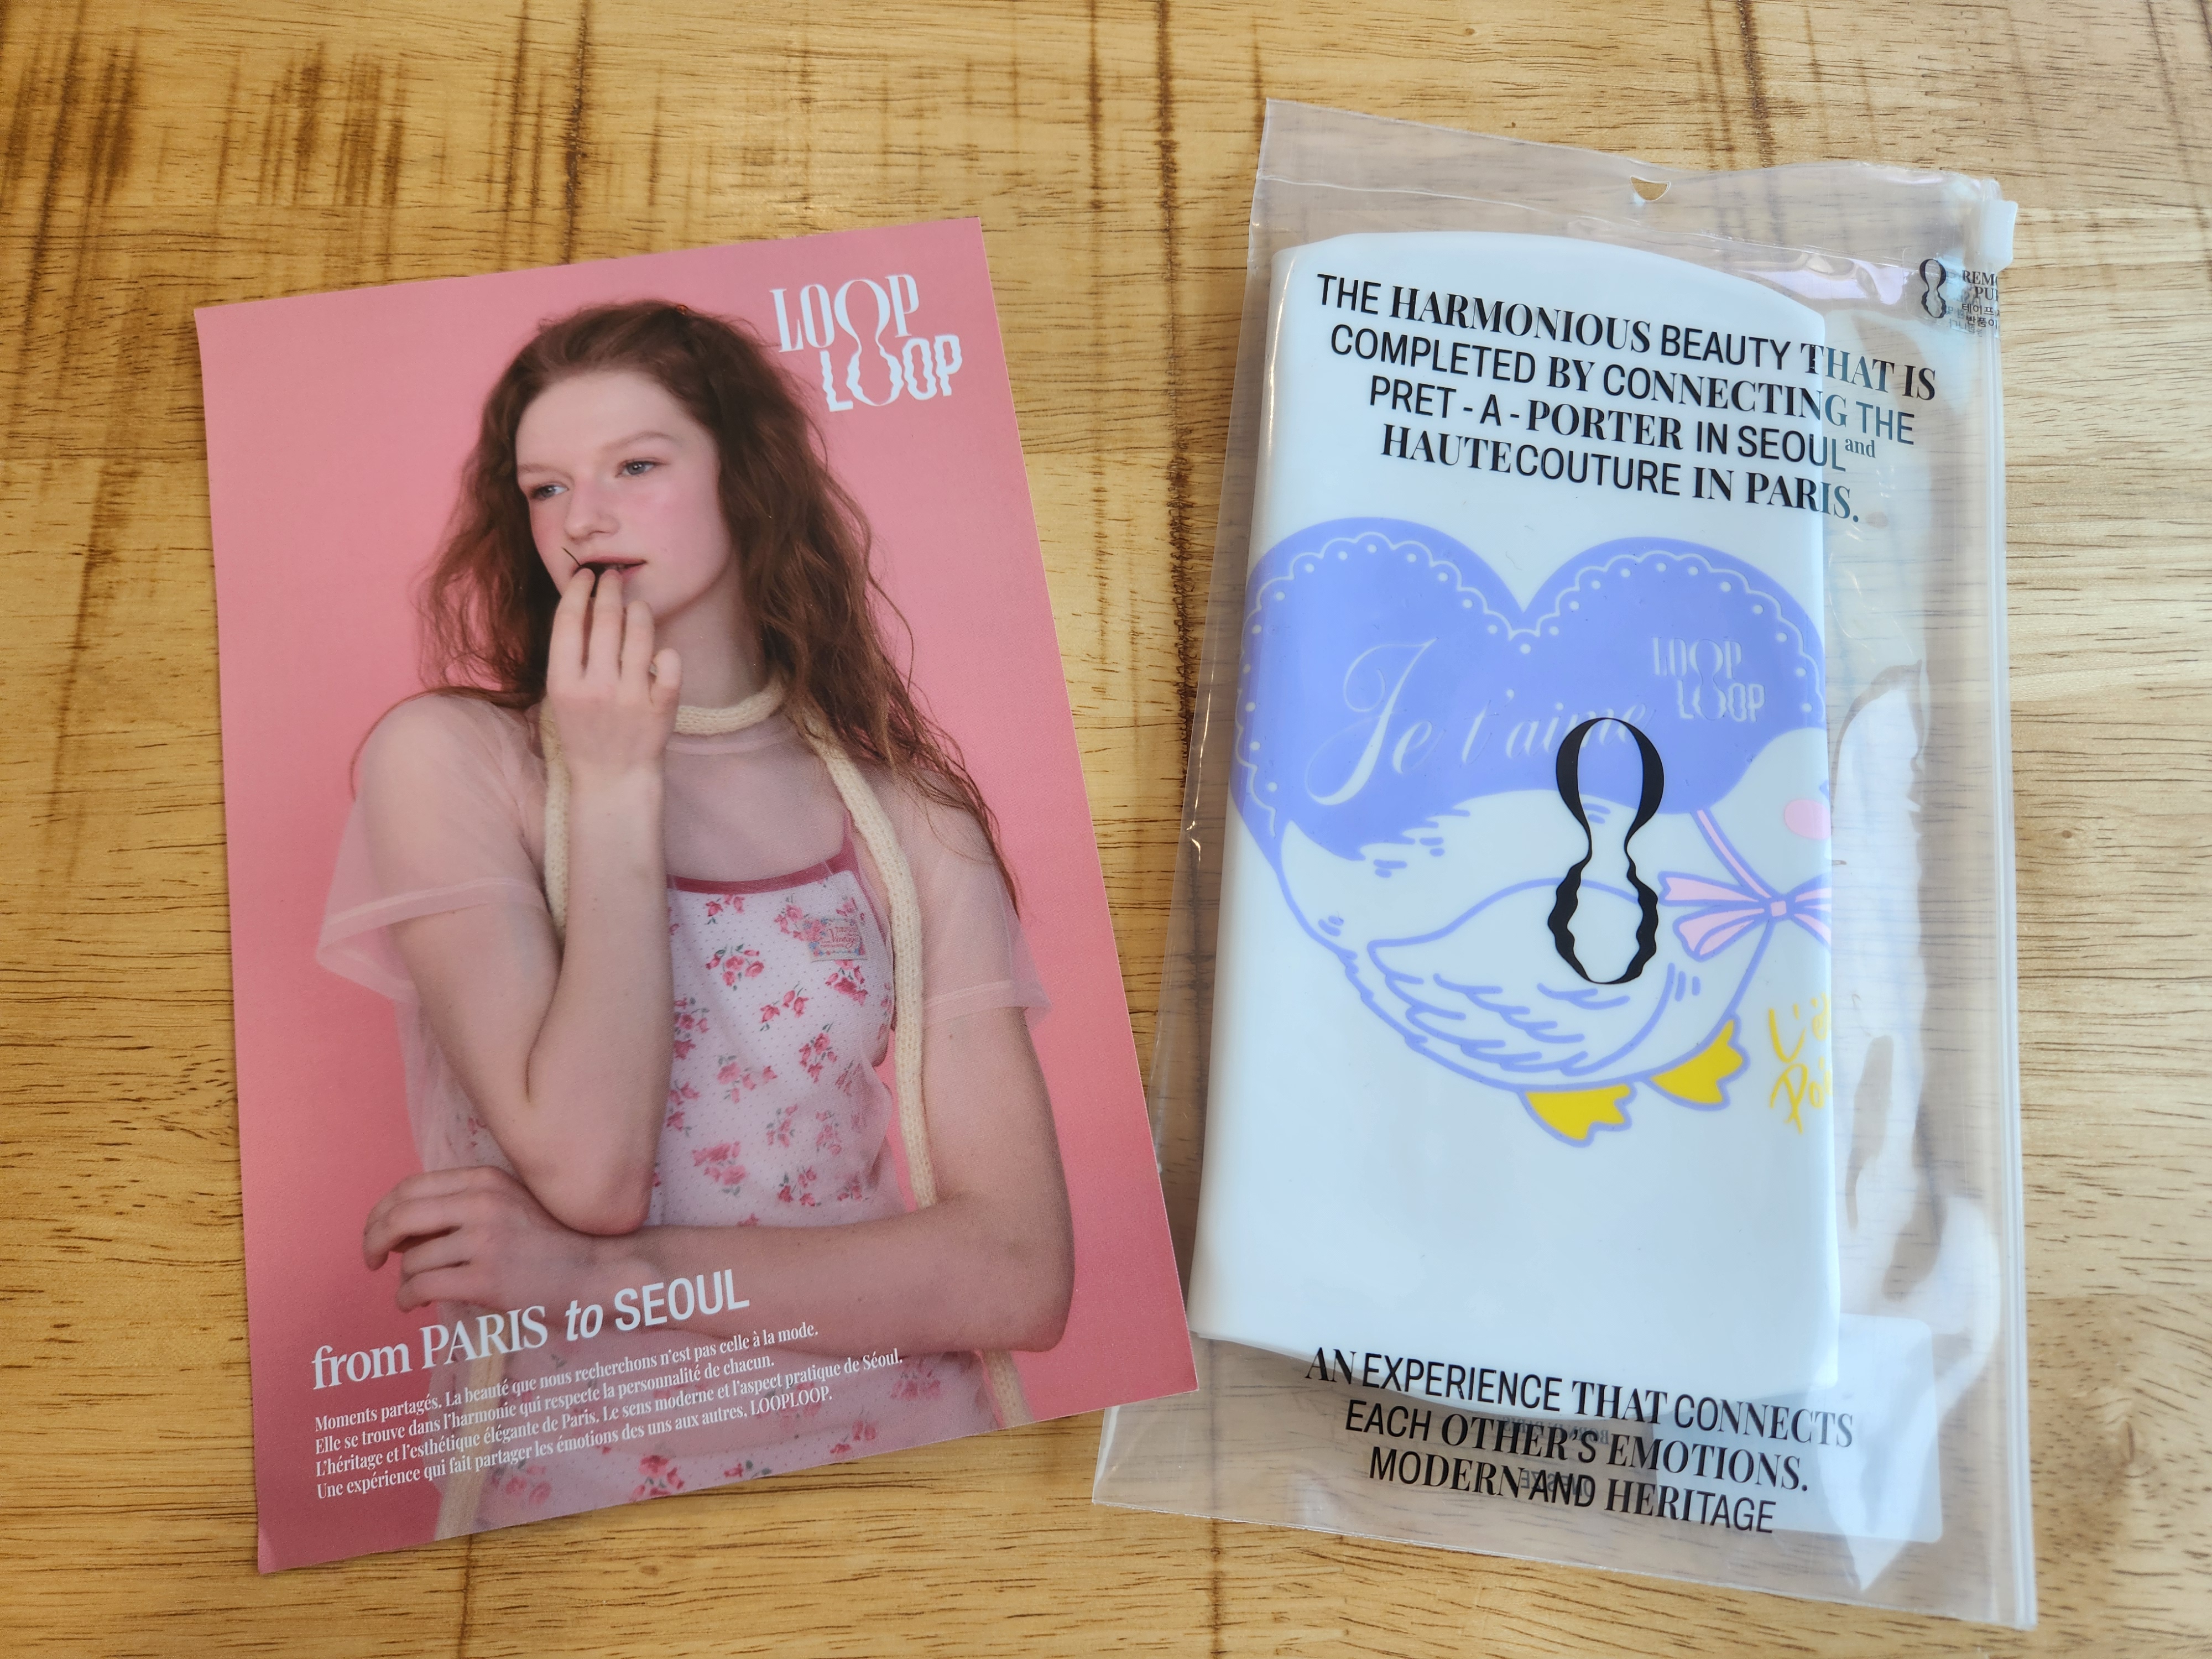 LOOP
LOOP
from PARIS to SEOUL
Moments partagés. La beauté que nous recherchons n'est pas celle à la mode.
Elle se trouve dans l'harmonie qui respecte la personnalité de chacun.
L'héritage et l'esthétique élégante de Paris. Le sens moderne et l'aspect pratique de Séoul.
Une expérience qui fait partager les émotions des uns aux autres, LOOPLOOP.
Vintage
THE HARMONIOUS BEAUTY THAT IS
COMPLETED BY CONNECTING THE
PRET - A - PORTER IN SEOUL and
HAUTECOUTURE IN PARIS.
Je t'aime
LOOP
LOOP
AN EXPERIENCE THAT CONNECTS
EACH OTHER'S EMOTIONS.
MODERN AND HERITAGE